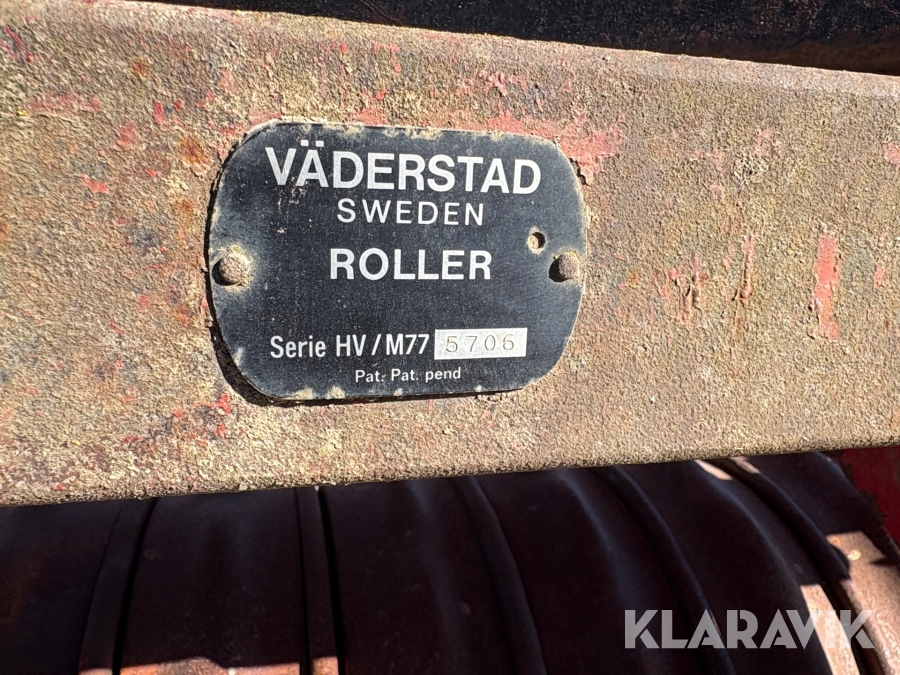 VÄDERSTAD
SWEDEN
ROLLER
Serie HV/M77 5706
Pat. Pat. pend
KLARAVIK